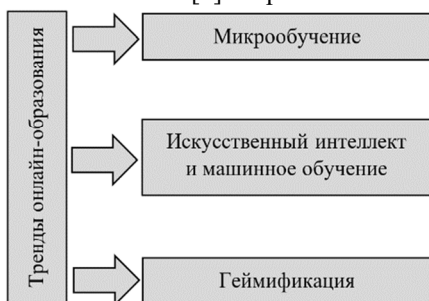 Тренды онлайн-образования
Микрообучение
Искусственный интеллект
и машинное обучение
Геймификация